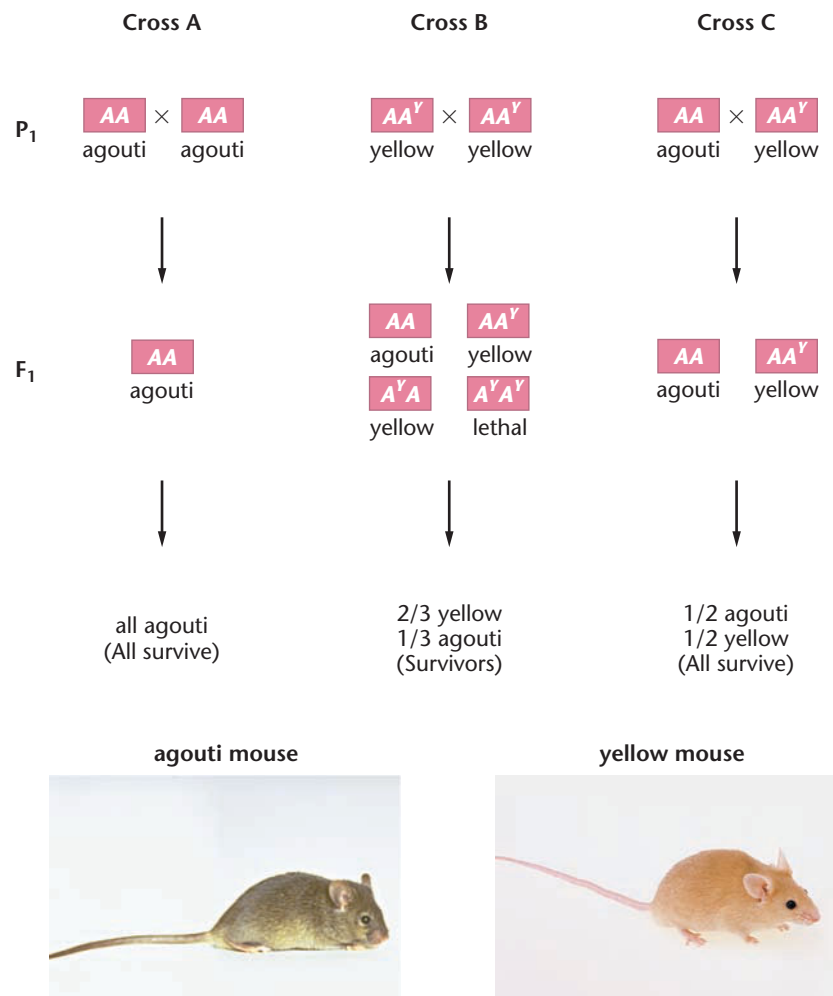 Cross A
Cross B
Cross C
P₁
AA × AA
agouti agouti
AAʸ × AAʸ
yellow yellow
AA × AAʸ
agouti yellow
F₁
AA
agouti
AA AAʸ
agouti yellow
AʸA AʸAʸ
yellow lethal
AA AAʸ
agouti yellow
all agouti
(All survive)
2/3 yellow
1/3 agouti
(Survivors)
1/2 agouti
1/2 yellow
(All survive)
agouti mouse
yellow mouse